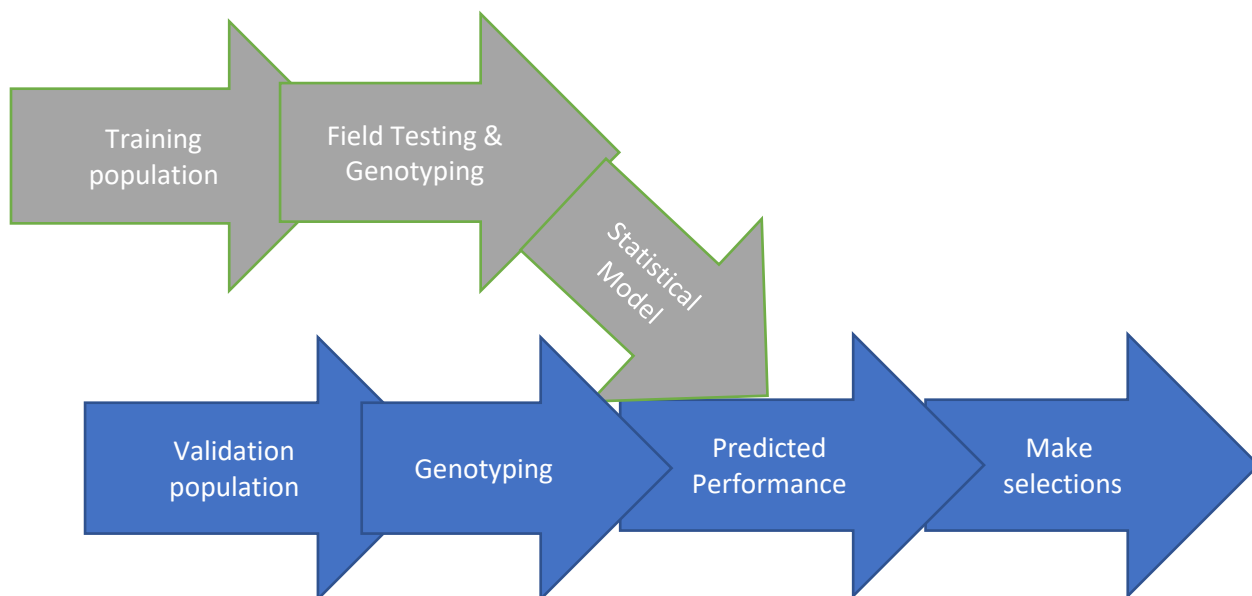 Training
population
Field Testing &
Genotyping
Statistical
Model
Validation
population
Genotyping
Predicted
Performance
Make
selections